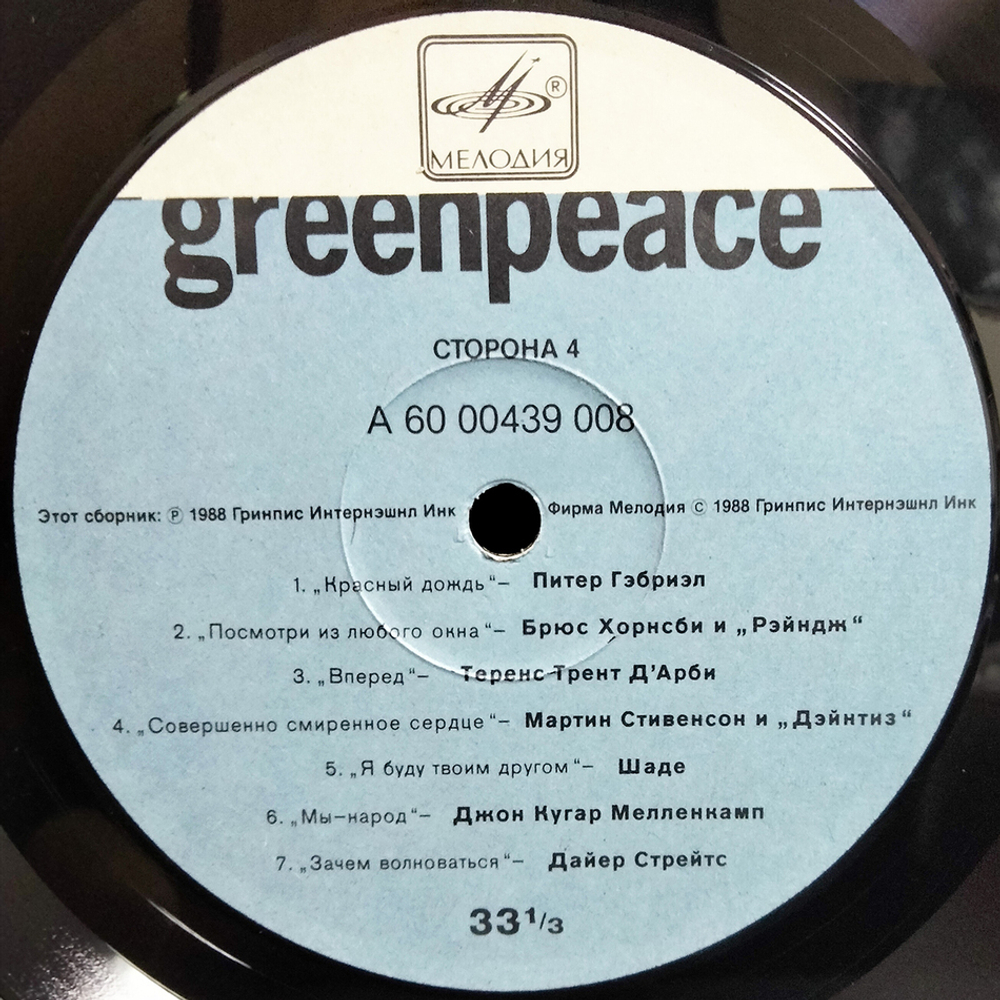 ®
МЕЛОДИЯ
greenpeace
СТОРОНА 4
А 60 00439 008
Этот сборник: Ⓟ 1988 Гринпис Интернэшнл Инк Фирма Мелодия © 1988 Гринпис Интернэшнл Инк
1. „Красный дождь“– Питер Гэбриэл
2. „Посмотри из любого окна“– Брюс Хорнсби и „Рэйндж“
3. „Вперед“– Теренс Трент Д’Арби
4. „Совершенно смиренное сердце“– Мартин Стивенсон и „Дэйнтиз“
5. „Я буду твоим другом“– Шаде
6. „Мы–народ“– Джон Кугар Мелленкамп
7. „Зачем волноваться“– Дайер Стрейтс
33 1/3